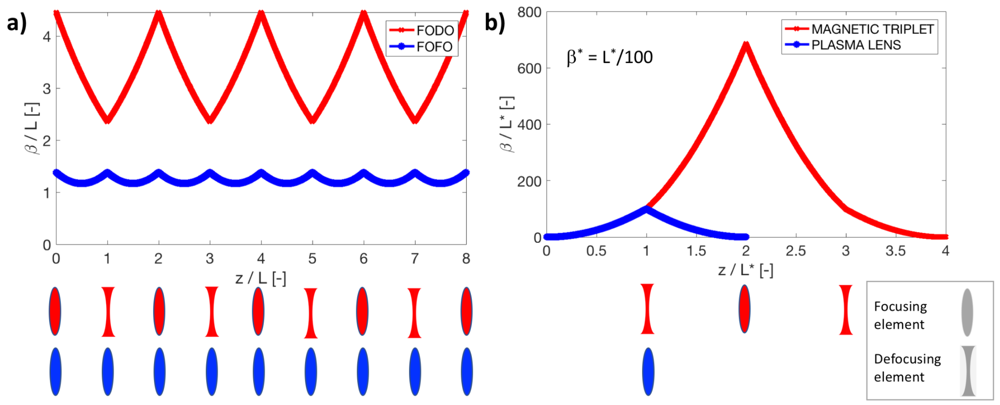 a)
4
3
2
1
0
β / L [-]
FODO
FOFO
0 1 2 3 4 5 6 7 8
z / L [-]
b)
800
600
400
200
0
β / L* [-]
β* = L*/100
MAGNETIC TRIPLET
PLASMA LENS
0 0.5 1 1.5 2 2.5 3 3.5 4
z / L* [-]
Focusing
element
Defocusing
element